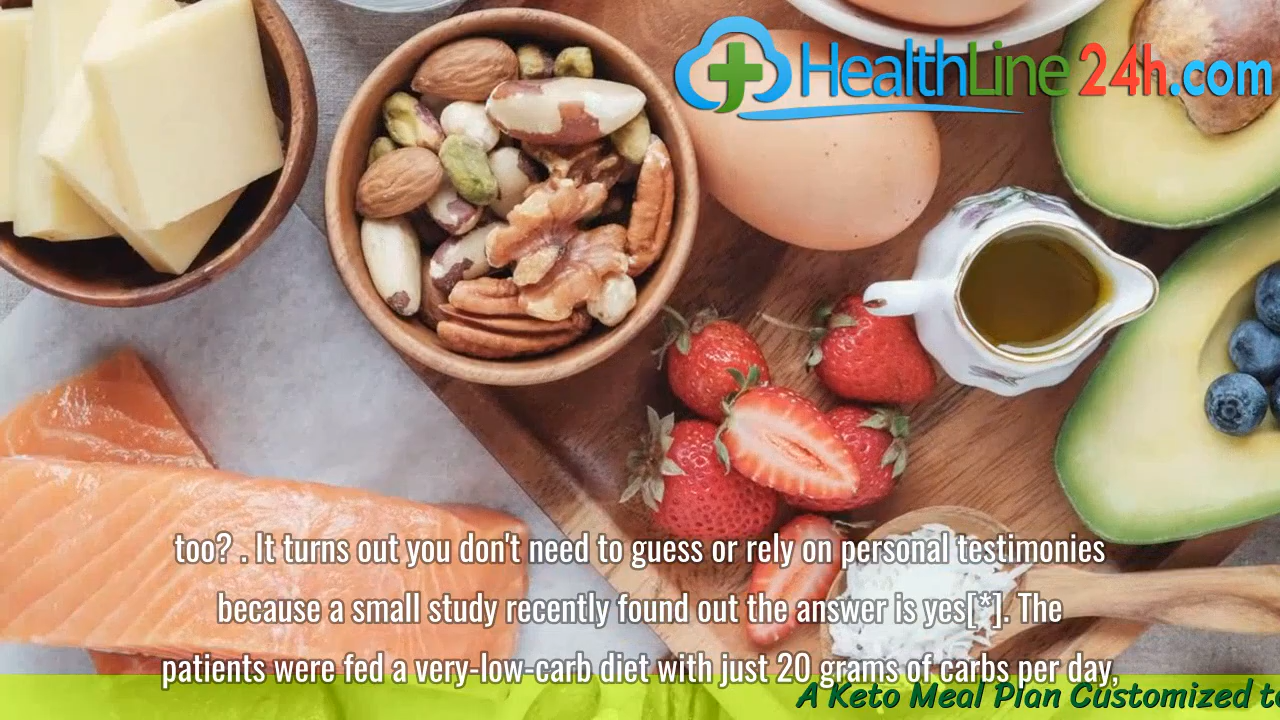 HealthLine 24h.com
too? . It turns out you don't need to guess or rely on personal testimonies
because a small study recently found out the answer is yes[*]. The
patients were fed a very-low-carb diet with just 20 grams of carbs per day,
A Keto Meal Plan Customized to